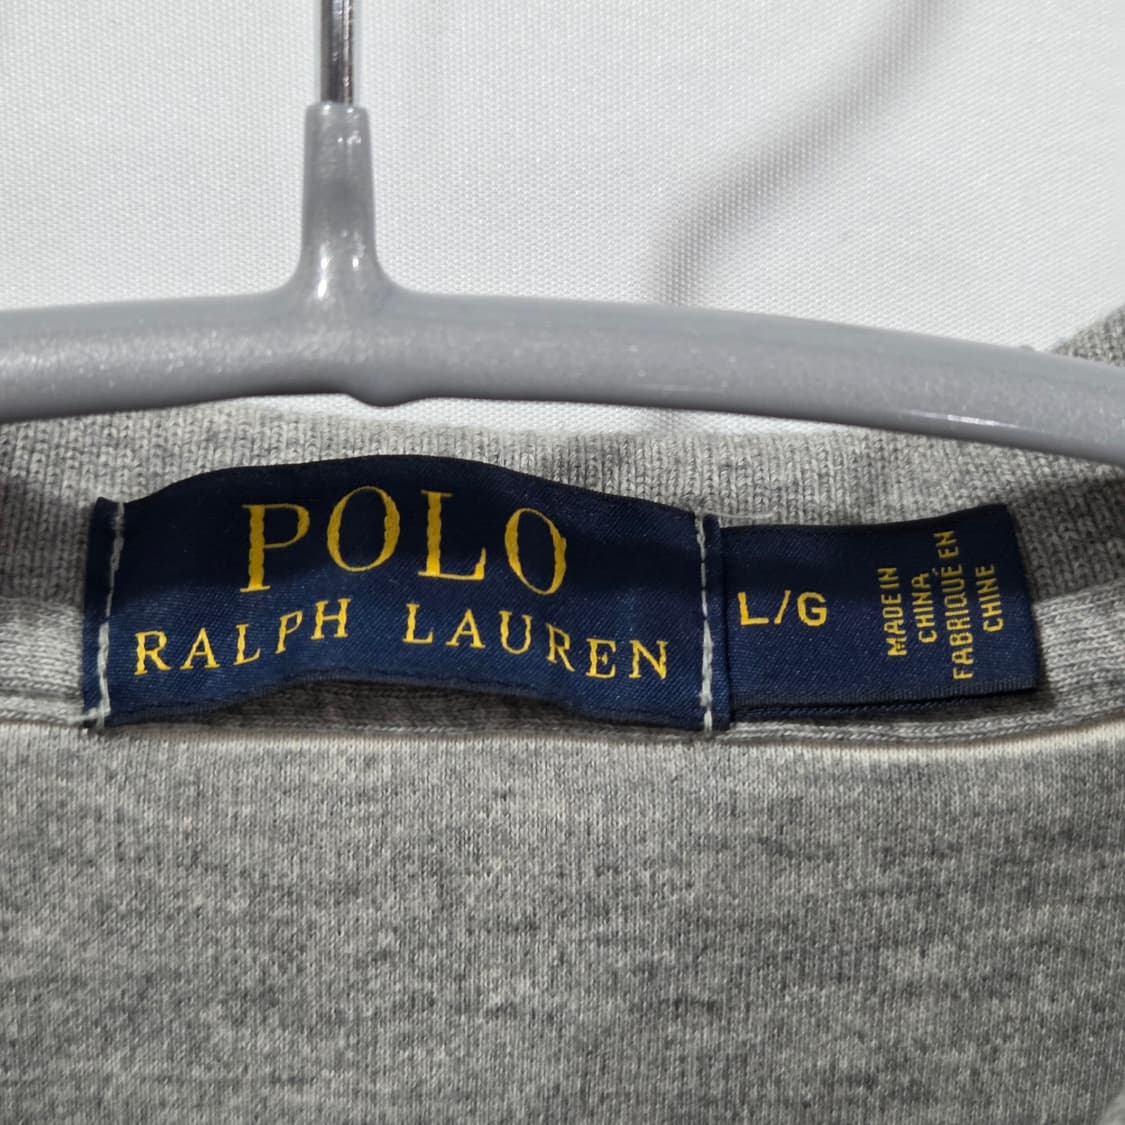 POLO
RALPH LAUREN
L/G
MADE IN
CHINA
FABRIQUÉ EN
CHINE